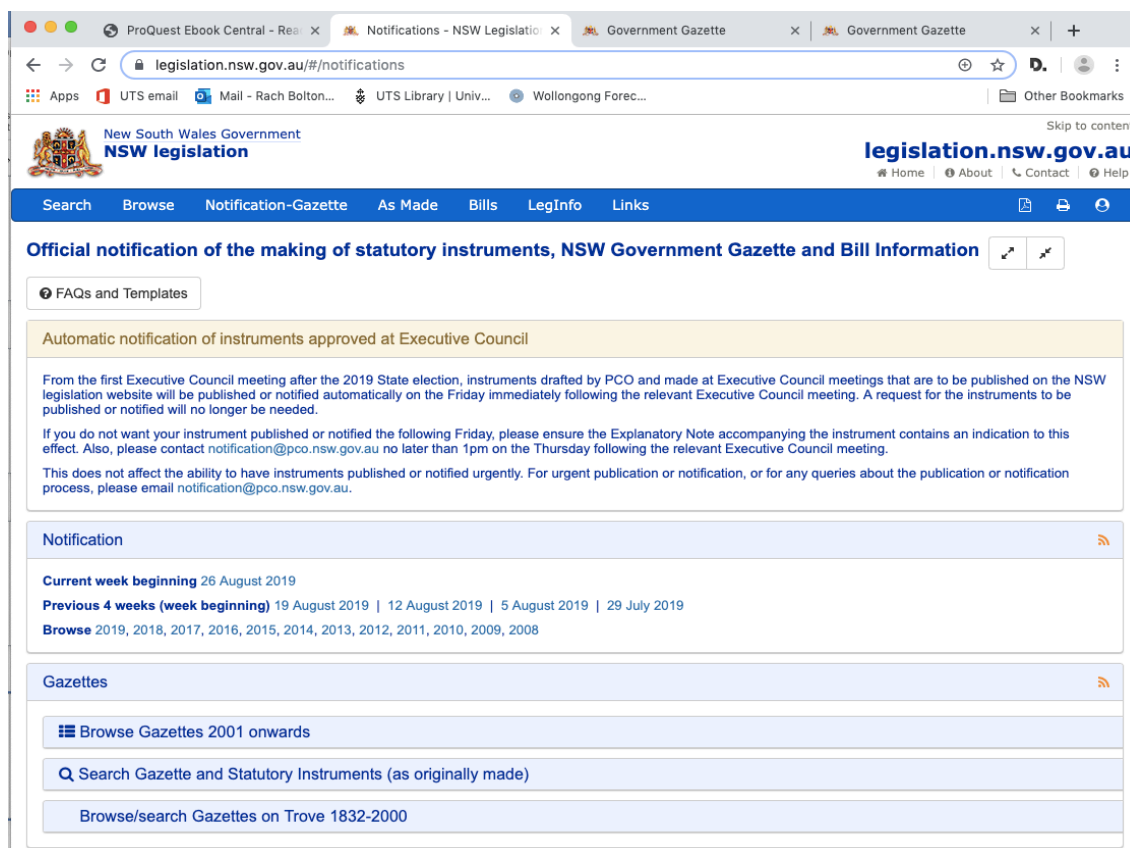 ProQuest Ebook Central - Rea
Notifications - NSW Legislatio
Government Gazette
Government Gazette
legislation.nsw.gov.au/#/notifications
D.
Apps UTS email Mail - Rach Bolton... UTS Library | Univ... Wollongong Forec... Other Bookmarks
Skip to conten
New South Wales Government
NSW legislation
legislation.nsw.gov.au
Home About Contact Help
Search Browse Notification-Gazette As Made Bills LegInfo Links
Official notification of the making of statutory instruments, NSW Government Gazette and Bill Information
FAQs and Templates
Automatic notification of instruments approved at Executive Council
From the first Executive Council meeting after the 2019 State election, instruments drafted by PCO and made at Executive Council meetings that are to be published on the NSW
legislation website will be published or notified automatically on the Friday immediately following the relevant Executive Council meeting. A request for the instruments to be
published or notified will no longer be needed.
If you do not want your instrument published or notified the following Friday, please ensure the Explanatory Note accompanying the instrument contains an indication to this
effect. Also, please contact notification@pco.nsw.gov.au no later than 1pm on the Thursday following the relevant Executive Council meeting.
This does not affect the ability to have instruments published or notified urgently. For urgent publication or notification, or for any queries about the publication or notification
process, please email notification@pco.nsw.gov.au.
Notification
Current week beginning 26 August 2019
Previous 4 weeks (week beginning) 19 August 2019 | 12 August 2019 | 5 August 2019 | 29 July 2019
Browse 2019, 2018, 2017, 2016, 2015, 2014, 2013, 2012, 2011, 2010, 2009, 2008
Gazettes
Browse Gazettes 2001 onwards
Search Gazette and Statutory Instruments (as originally made)
Browse/search Gazettes on Trove 1832-2000